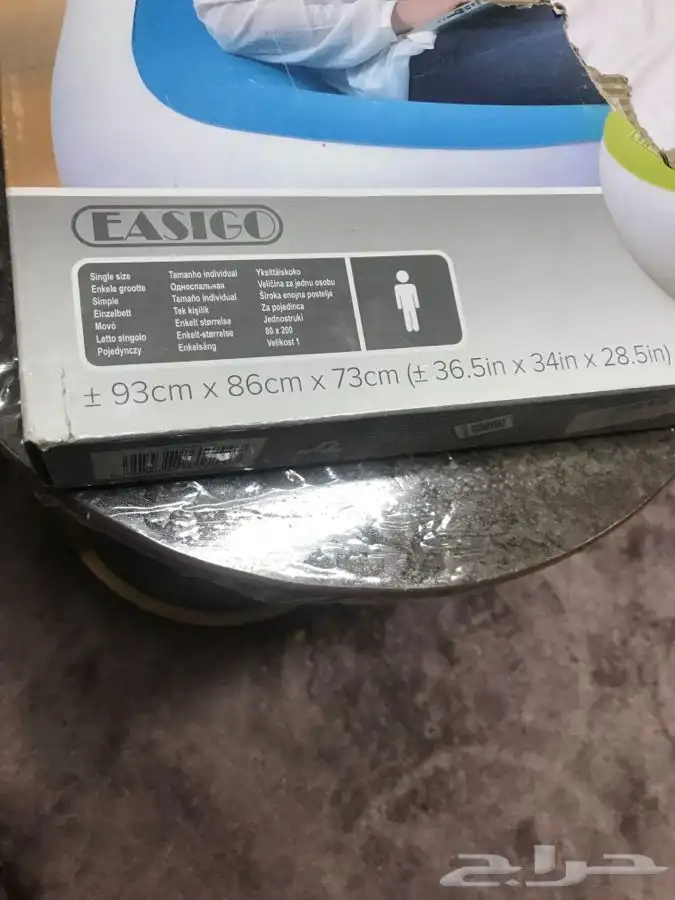 EASIGO
Single size
Enkele grootte
Simple
Einzelbett
Movó
Letto singolo
Pojedynczy
Tamanho individual
Односпальная
Tamaño individual
Tek kişilik
Enkelt størrelse
Enkelt-størrelse
Enkelsäng
Yksittäiskoko
Veličina za jednu osobu
Široka enojna postelja
Za pojedinca
Jednostruki
80 x 200
Velikost 1
± 93cm x 86cm x 73cm (± 36.5in x 34in x 28.5in)
حراج